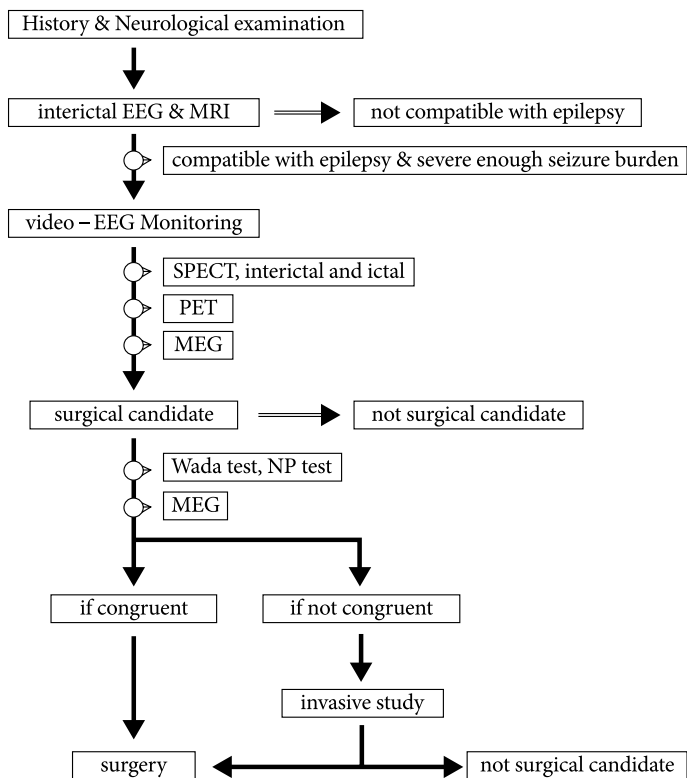 History & Neurological examination
interictal EEG & MRI
not compatible with epilepsy
compatible with epilepsy & severe enough seizure burden
video – EEG Monitoring
SPECT, interictal and ictal
PET
MEG
surgical candidate
not surgical candidate
Wada test, NP test
MEG
if congruent
if not congruent
invasive study
surgery
not surgical candidate